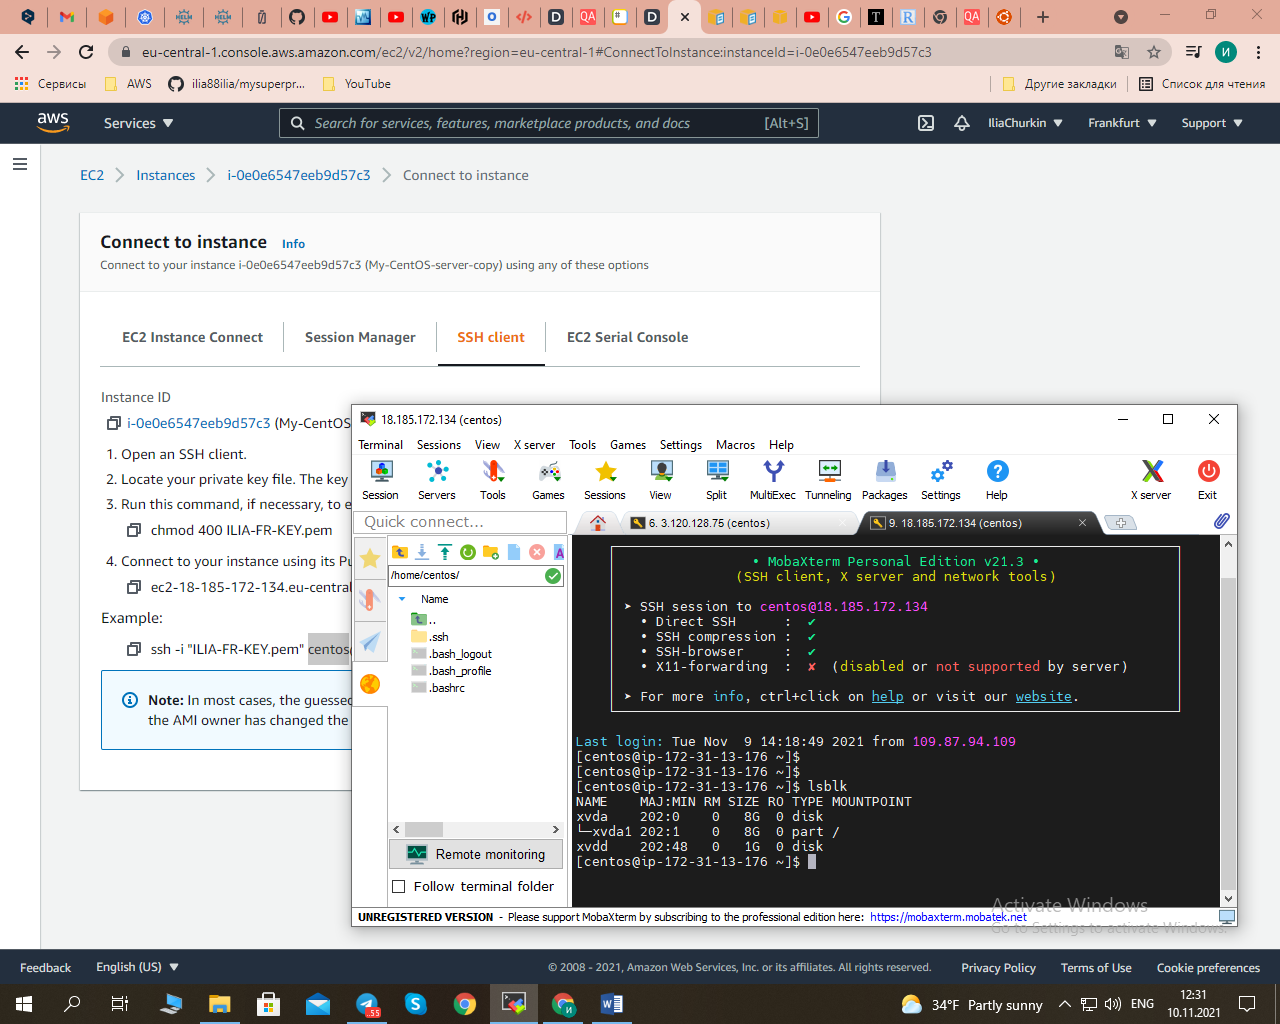 eu-central-1.console.aws.amazon.com/ec2/v2/home?region=eu-central-1#ConnectToInstance:instanceId=i-0e0e6547eeb9d57c3
Сервисы AWS ilia88ilia/mysuperpr... YouTube Другие закладки Список для чтения
aws Services Search for services, features, marketplace products, and docs [Alt+S] IliaChurkin Frankfurt Support
EC2 Instances i-0e0e6547eeb9d57c3 Connect to instance
Connect to instance Info
Connect to your instance i-0e0e6547eeb9d57c3 (My-CentOS-server-copy) using any of these options
EC2 Instance Connect Session Manager SSH client EC2 Serial Console
Instance ID
i-0e0e6547eeb9d57c3 (My-CentOS
1. Open an SSH client.
2. Locate your private key file. The key
3. Run this command, if necessary, to e
chmod 400 ILIA-FR-KEY.pem
4. Connect to your instance using its Pu
ec2-18-185-172-134.eu-central
Example:
ssh -i "ILIA-FR-KEY.pem" centos
Note: In most cases, the guessed
the AMI owner has changed the
18.185.172.134 (centos)
Terminal Sessions View X server Tools Games Settings Macros Help
Session Servers Tools Games Sessions View Split MultiExec Tunneling Packages Settings Help X server Exit
Quick connect...
6. 3.120.128.75 (centos) 9. 18.185.172.134 (centos)
/home/centos/
Name
..
.ssh
.bash_logout
.bash_profile
.bashrc
Remote monitoring
Follow terminal folder
• MobaXterm Personal Edition v21.3 •
(SSH client, X server and network tools)
➤ SSH session to centos@18.185.172.134
• Direct SSH : ✔
• SSH compression : ✔
• SSH-browser : ✔
• X11-forwarding : ✘ (disabled or not supported by server)
➤ For more info, ctrl+click on help or visit our website.
Last login: Tue Nov  9 14:18:49 2021 from 109.87.94.109
[centos@ip-172-31-13-176 ~]$
[centos@ip-172-31-13-176 ~]$
[centos@ip-172-31-13-176 ~]$ lsblk
NAME    MAJ:MIN RM SIZE RO TYPE MOUNTPOINT
xvda    202:0    0   8G  0 disk
└─xvda1 202:1    0   8G  0 part /
xvdd    202:48   0   1G  0 disk
[centos@ip-172-31-13-176 ~]$
UNREGISTERED VERSION - Please support MobaXterm by subscribing to the professional edition here: https://mobaxterm.mobatek.net
Activate Windows
Go to Settings to activate Windows.
Feedback English (US) © 2008 - 2021, Amazon Web Services, Inc. or its affiliates. All rights reserved. Privacy Policy Terms of Use Cookie preferences
34°F Partly sunny ENG 12:31
10.11.2021